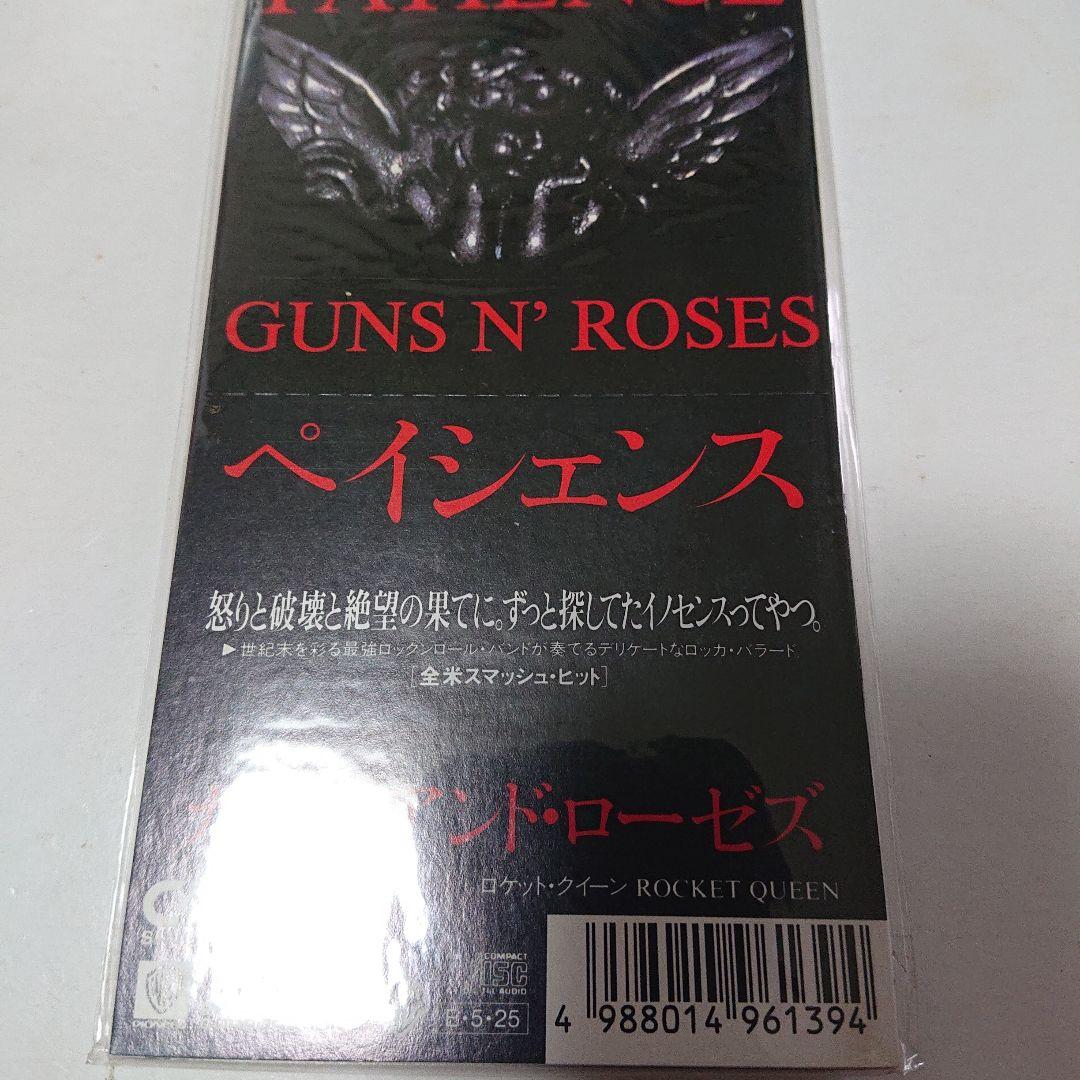 PATIENCE
GUNS N' ROSES
ペイシェンス
怒りと破壊と絶望の果てに。ずっと探してたイノセンスってやつ。
▶世紀末を彩る最強ロックンロール・バンドが奏でるデリケートなロッカ・バラード
[全米スマッシュ・ヒット]
アンド・ローゼズ
ロケット・クイーン ROCKET QUEEN
COMPACT
DISC
AUDIO
5・25
4 988014 961394